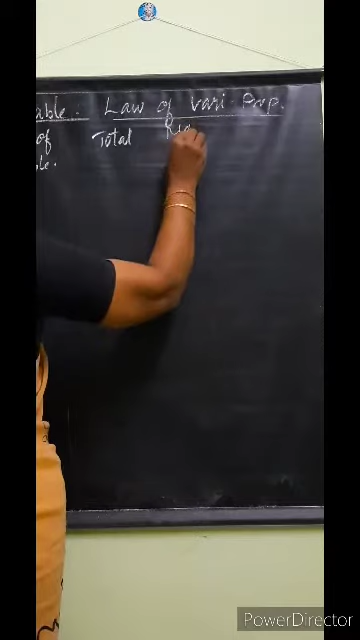 able: Law of Vari Prop.
of Total
ble.
PowerDirector